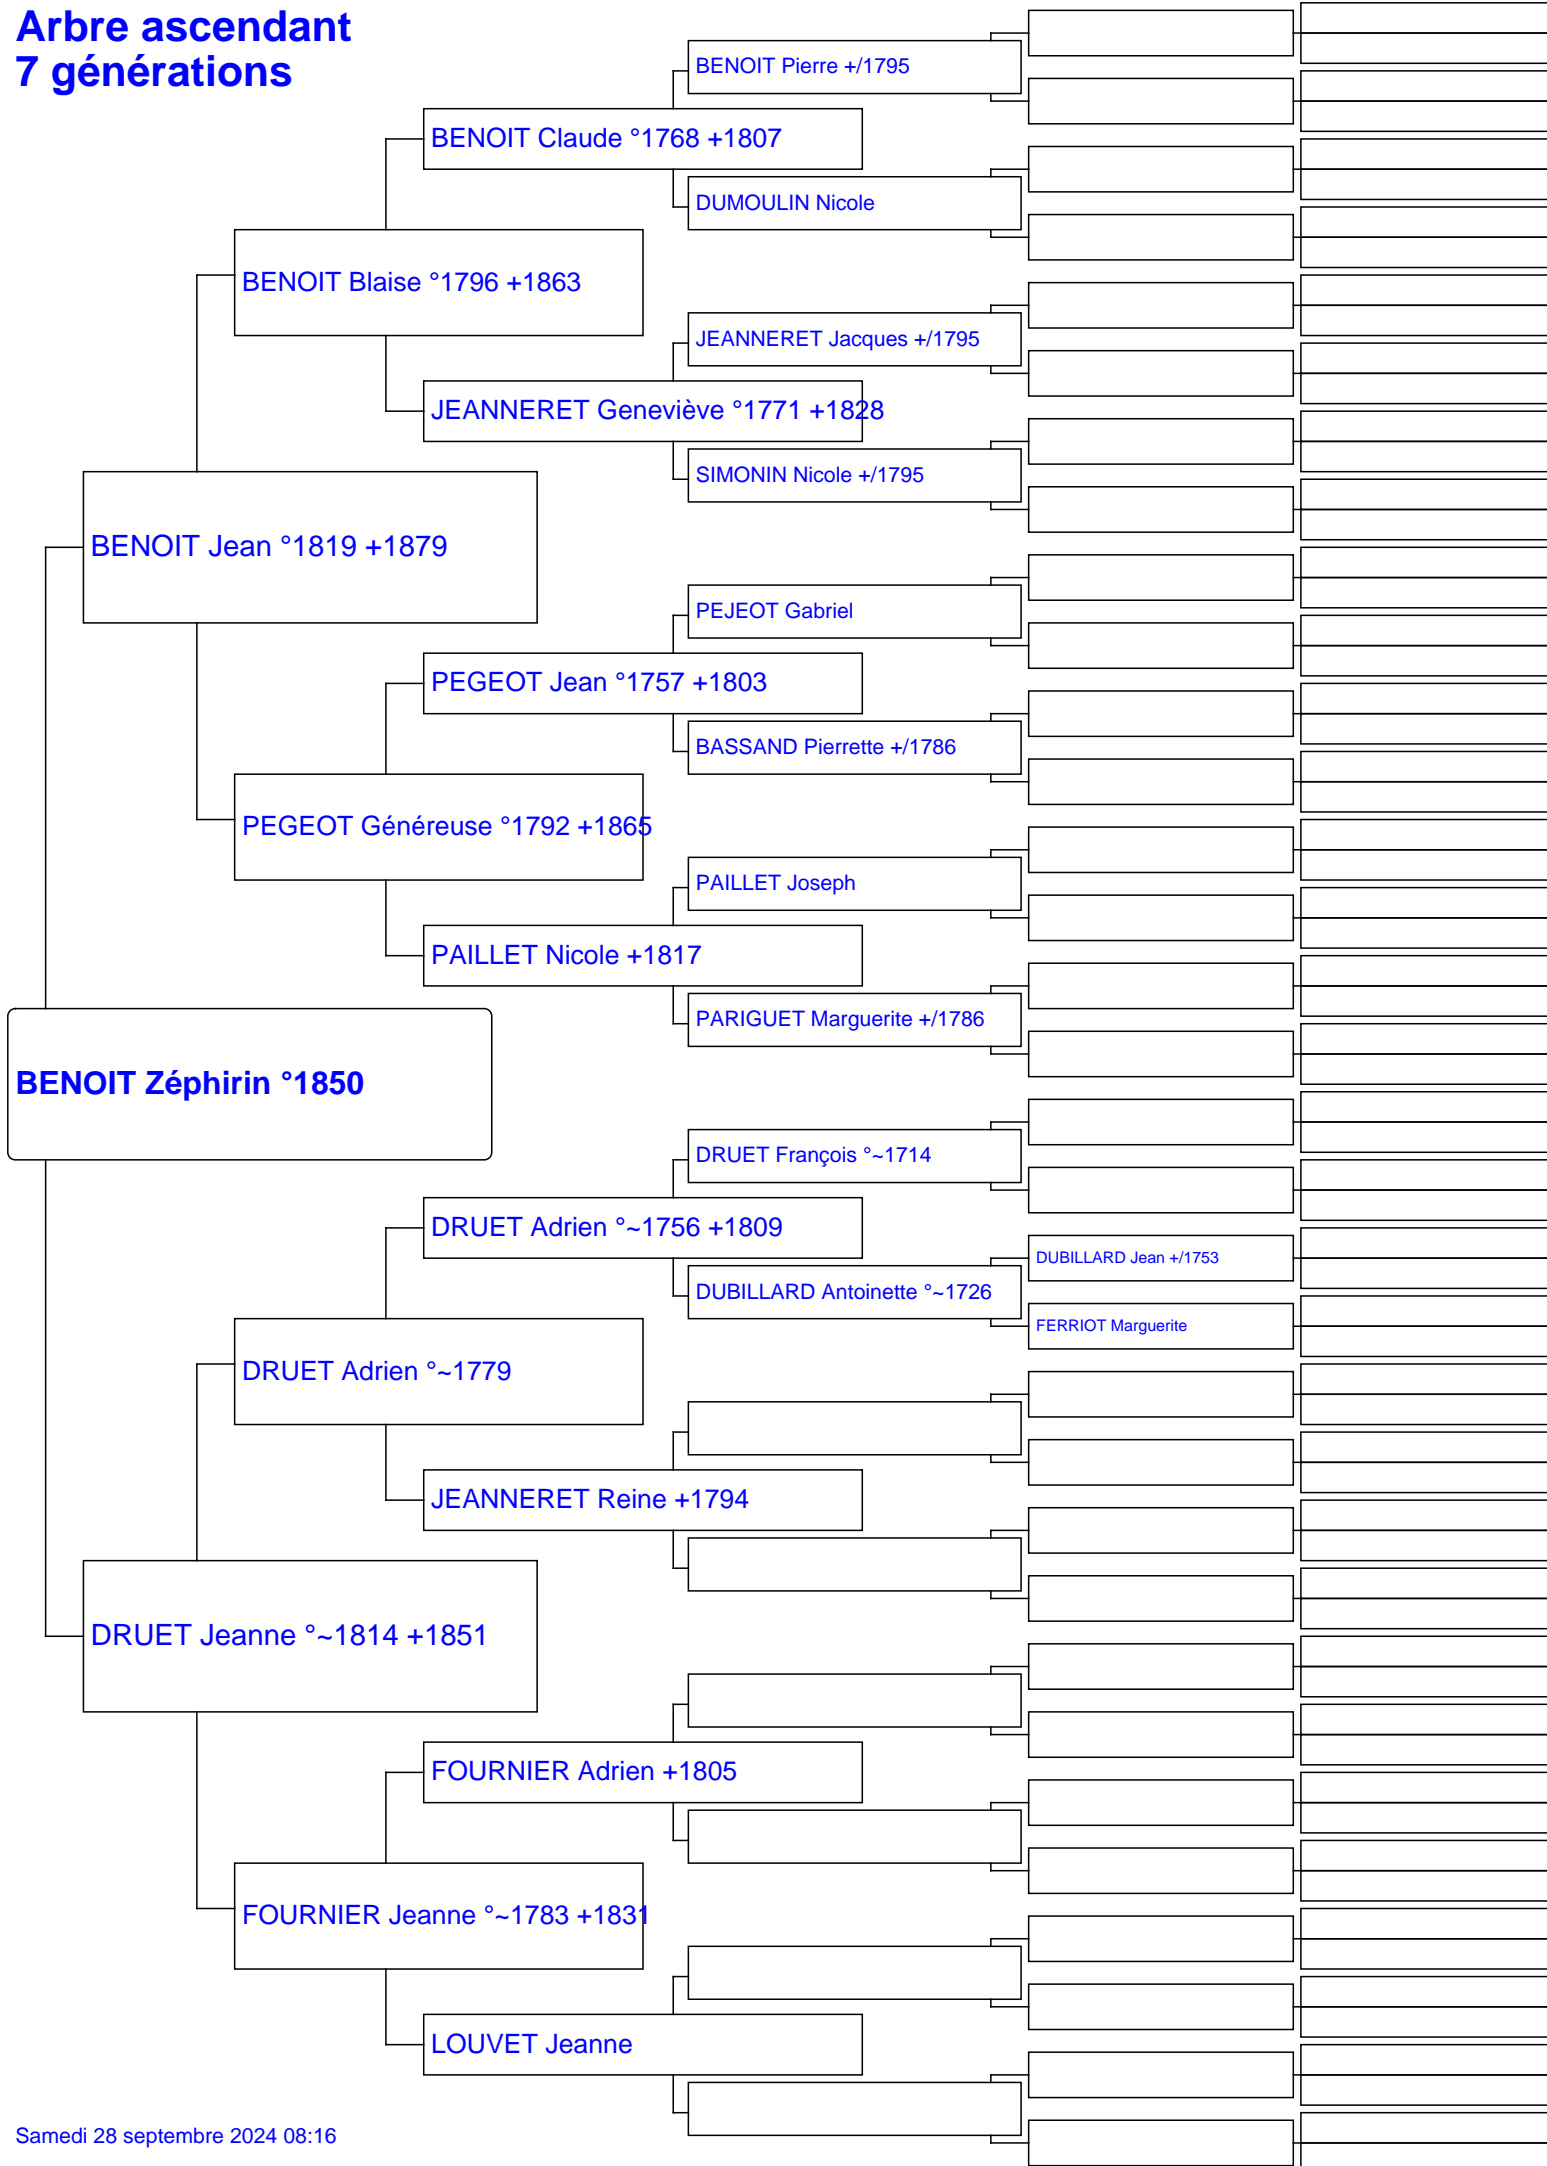 Arbre ascendant
7 générations
BENOIT Pierre +/1795
BENOIT Claude °1768 +1807
DUMOULIN Nicole
BENOIT Blaise °1796 +1863
JEANNERET Jacques +/1795
JEANNERET Geneviève °1771 +1828
SIMONIN Nicole +/1795
BENOIT Jean °1819 +1879
PEJEOT Gabriel
PEGEOT Jean °1757 +1803
BASSAND Pierrette +/1786
PEGEOT Généreuse °1792 +1865
PAILLET Joseph
PAILLET Nicole +1817
PARIGUET Marguerite +/1786
BENOIT Zéphirin °1850
DRUET François °~1714
DRUET Adrien °~1756 +1809
DUBILLARD Jean +/1753
DUBILLARD Antoinette °~1726
FERRIOT Marguerite
DRUET Adrien °~1779
JEANNERET Reine +1794
DRUET Jeanne °~1814 +1851
FOURNIER Adrien +1805
FOURNIER Jeanne °~1783 +1831
LOUVET Jeanne
Samedi 28 septembre 2024 08:16